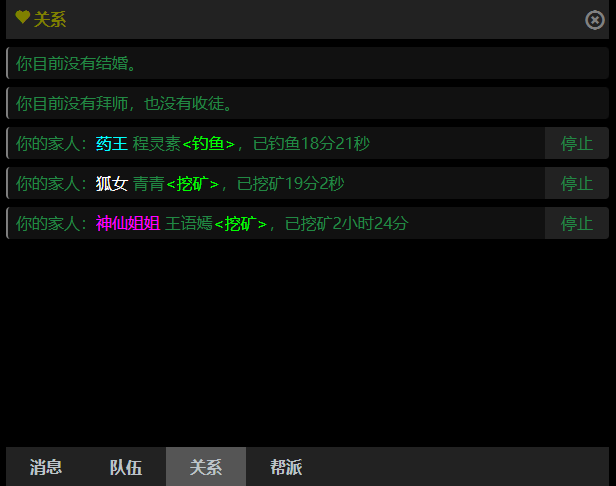 关系
你目前没有结婚。
你目前没有拜师，也没有收徒。
你的家人：药王 程灵素<钓鱼>，已钓鱼18分21秒 停止
你的家人：狐女 青青<挖矿>，已挖矿19分2秒 停止
你的家人：神仙姐姐 王语嫣<挖矿>，已挖矿2小时24分 停止
消息 队伍 关系 帮派